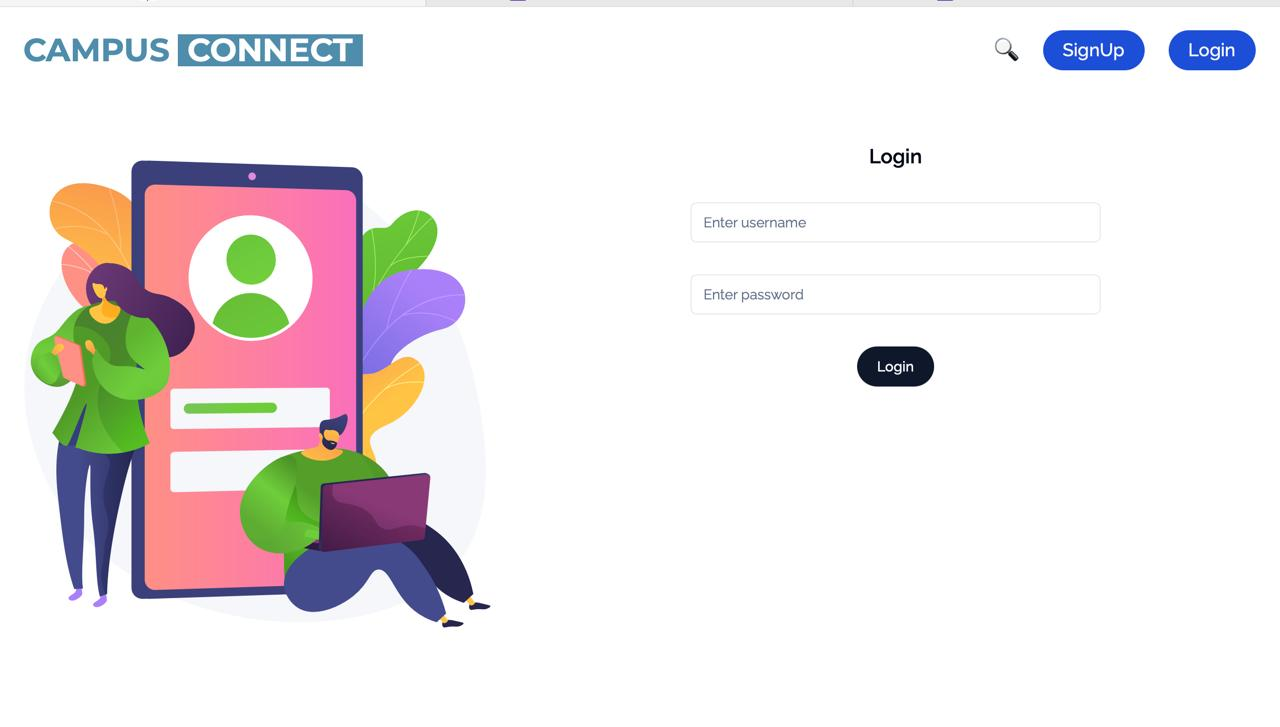 CAMPUS CONNECT
SignUp
Login
Login
Enter username
Enter password
Login